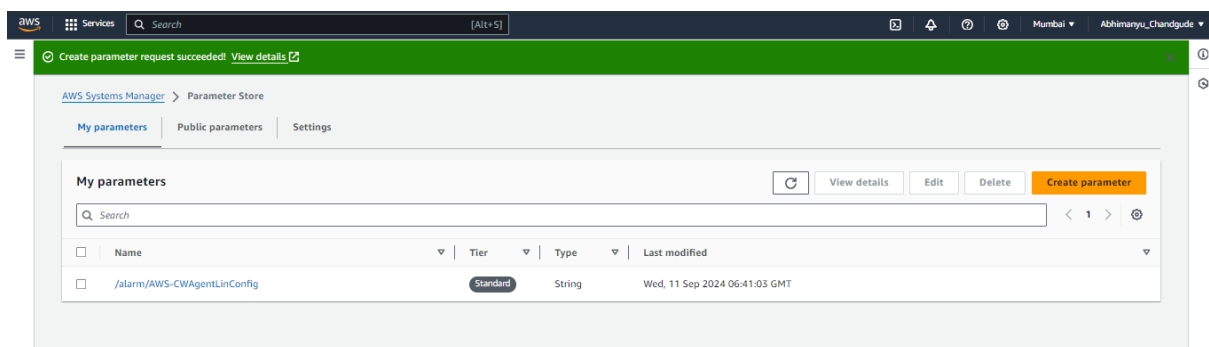 aws Services Search [Alt+S] Mumbai Abhimanyu_Chandgude
Create parameter request succeeded! View details
AWS Systems Manager > Parameter Store
My parameters Public parameters Settings
My parameters View details Edit Delete Create parameter
Search < 1 >
Name Tier Type Last modified
/alarm/AWS-CWAgentLinConfig Standard String Wed, 11 Sep 2024 06:41:03 GMT